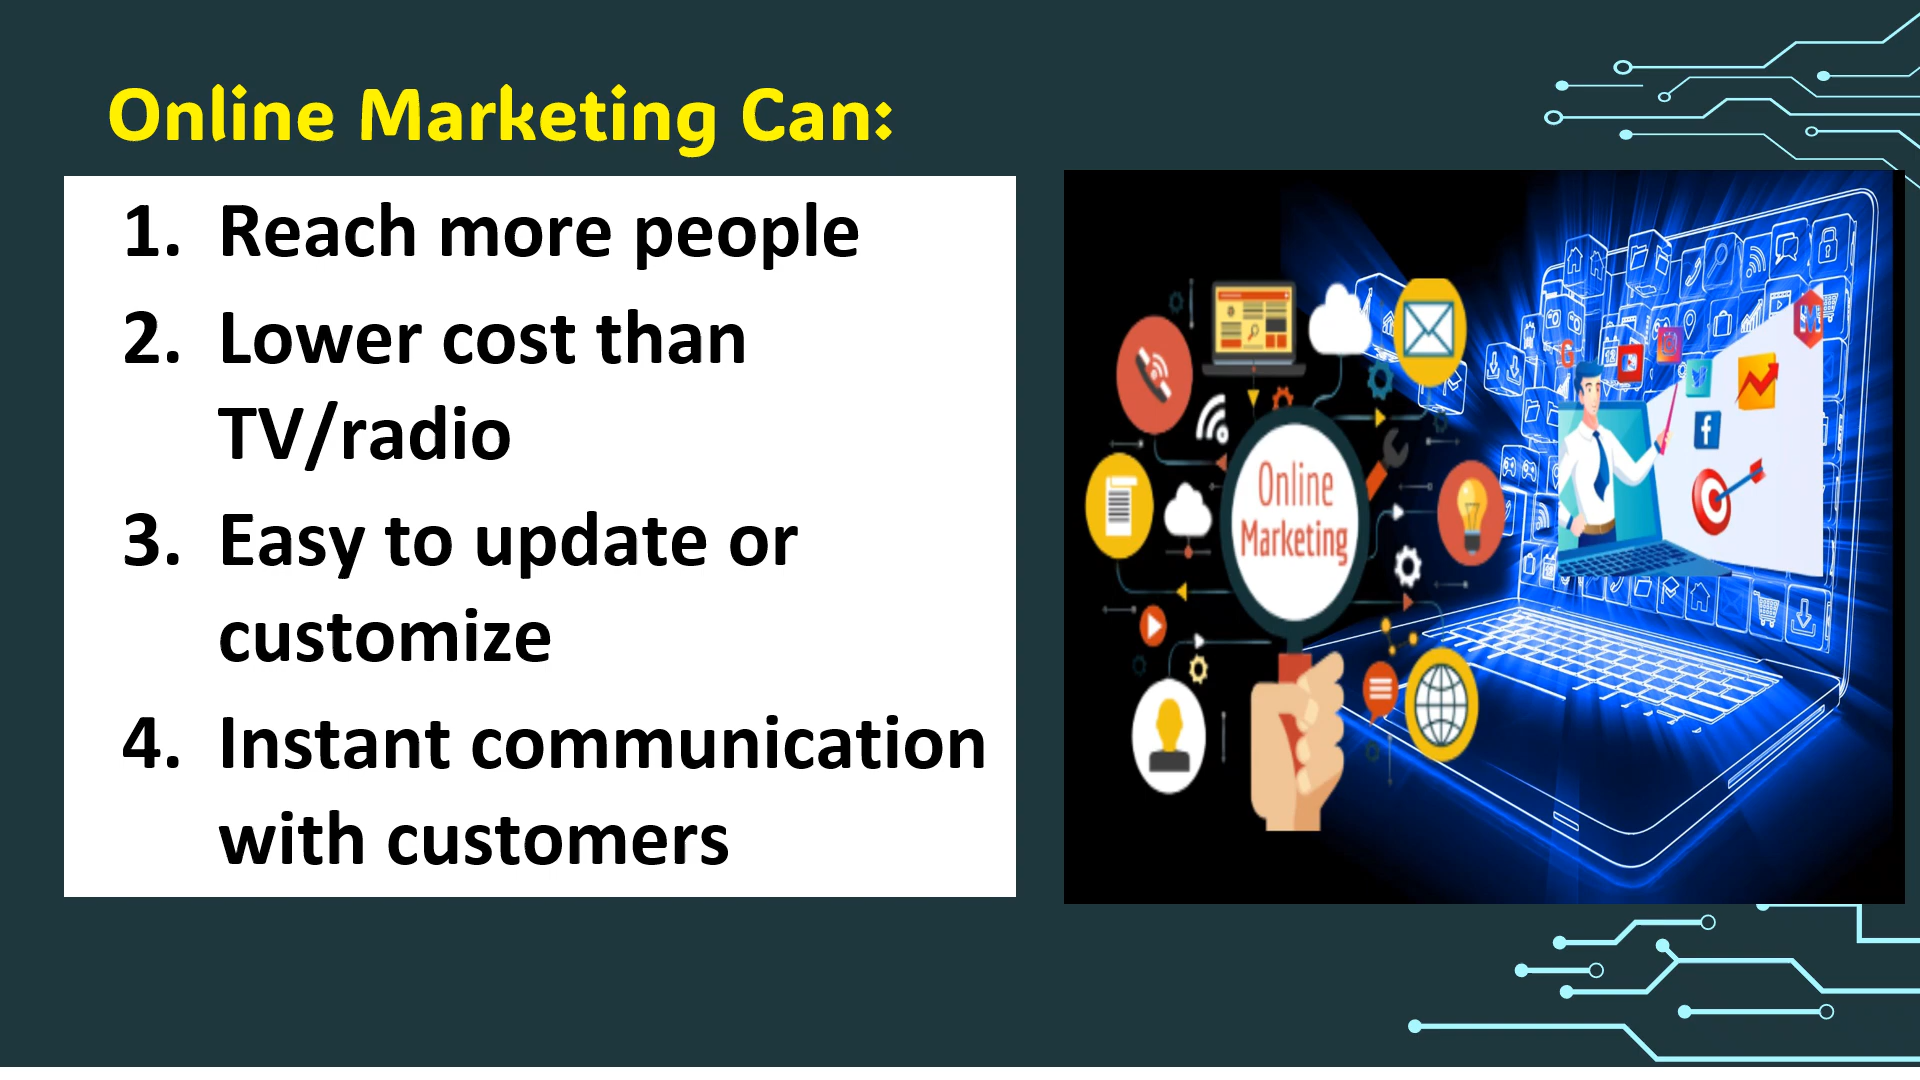 Online Marketing Can:
1. Reach more people
2. Lower cost than
TV/radio
3. Easy to update or
customize
4. Instant communication
with customers
Online
Marketing